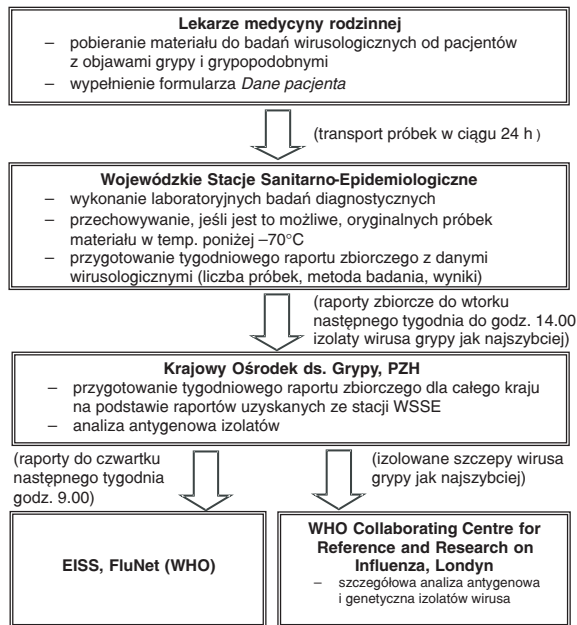 Lekarze medycyny rodzinnej
– pobieranie materiału do badań wirusologicznych od pacjentów
z objawami grypy i grypopodobnymi
– wypełnienie formularza Dane pacjenta
(transport próbek w ciągu 24 h )
Wojewódzkie Stacje Sanitarno-Epidemiologiczne
– wykonanie laboratoryjnych badań diagnostycznych
– przechowywanie, jeśli jest to możliwe, oryginalnych próbek
materiału w temp. poniżej –70°C
– przygotowanie tygodniowego raportu zbiorczego z danymi
wirusologicznymi (liczba próbek, metoda badania, wyniki)
(raporty zbiorcze do wtorku
następnego tygodnia do godz. 14.00
izolaty wirusa grypy jak najszybciej)
Krajowy Ośrodek ds. Grypy, PZH
– przygotowanie tygodniowego raportu zbiorczego dla całego kraju
na podstawie raportów uzyskanych ze stacji WSSE
– analiza antygenowa izolatów
(raporty do czwartku
następnego tygodnia
godz. 9.00)
(izolowane szczepy wirusa
grypy jak najszybciej)
EISS, FluNet (WHO)
WHO Collaborating Centre for
Reference and Research on
Influenza, Londyn
– szczegółowa analiza antygenowa
i genetyczna izolatów wirusa